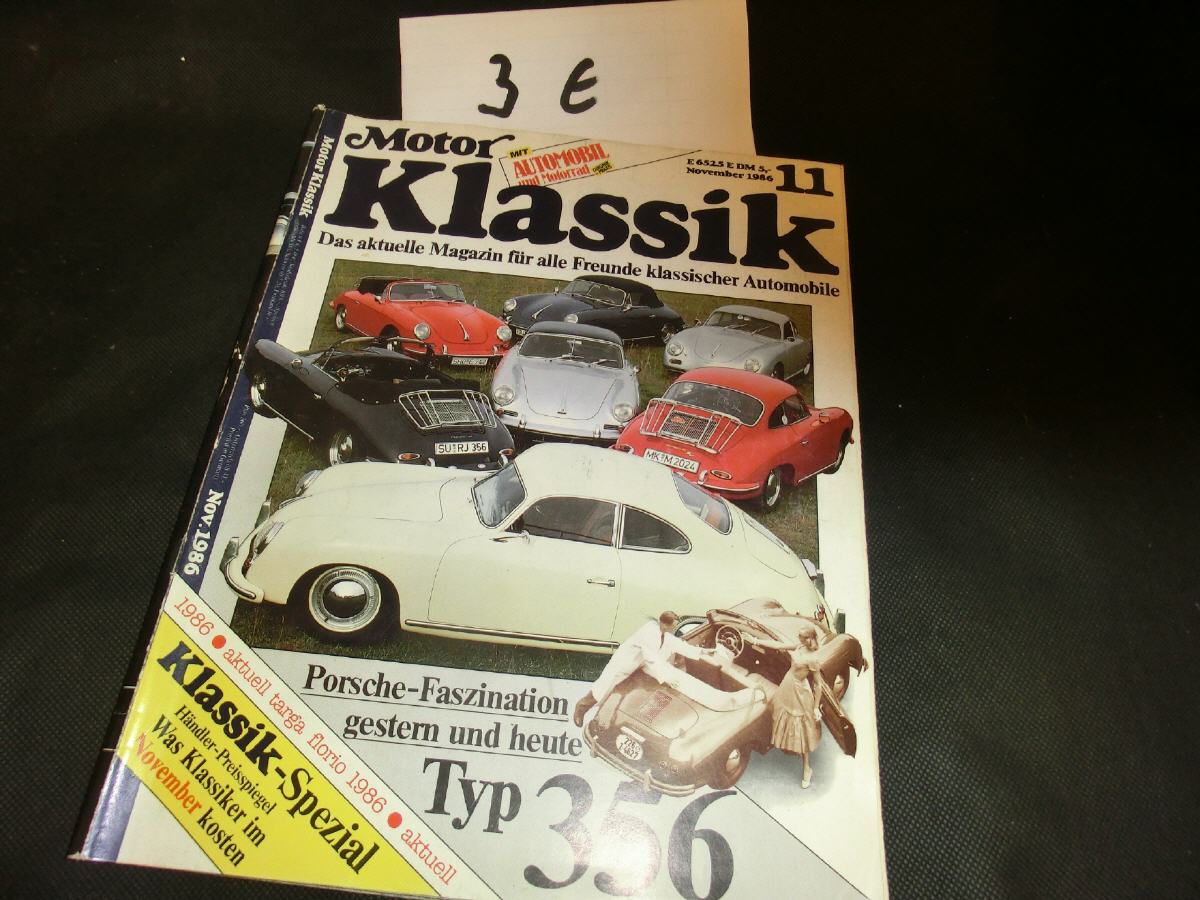 3 €
Motor
Klassik
MIT
AUTOMOBIL
und Motorrad
E 6525 E DM 5,-
November 1986
11
Das aktuelle Magazin für alle Freunde klassischer Automobile
SU RJ 356
MK M 2024
Porsche-Faszination
gestern und heute
Typ 356
1986 • aktuell targa florio 1986 • aktuell
Klassik-Spezial
Händler-Preisspiegel
Was Klassiker im
November kosten
Motor Klassik
Nov. 1986